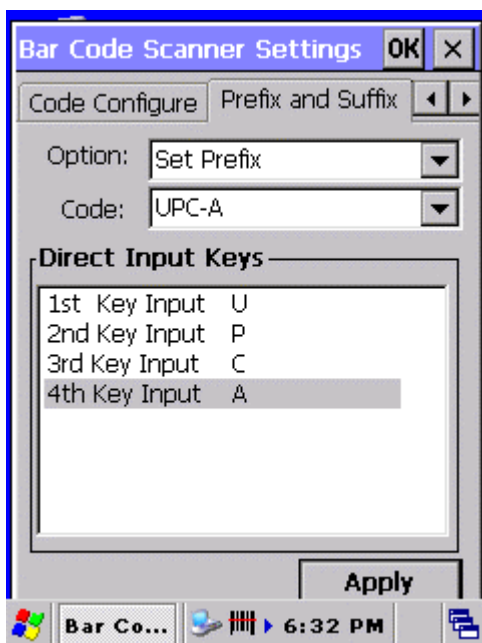 Bar Code Scanner Settings OK ×
Code Configure Prefix and Suffix
Option: Set Prefix
Code: UPC-A
Direct Input Keys
1st Key Input U
2nd Key Input P
3rd Key Input C
4th Key Input A
Apply
Bar Co... 6:32 PM